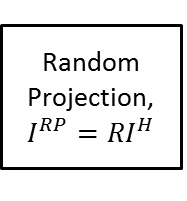 Random
Projection,
I^{RP} = RI^{H}